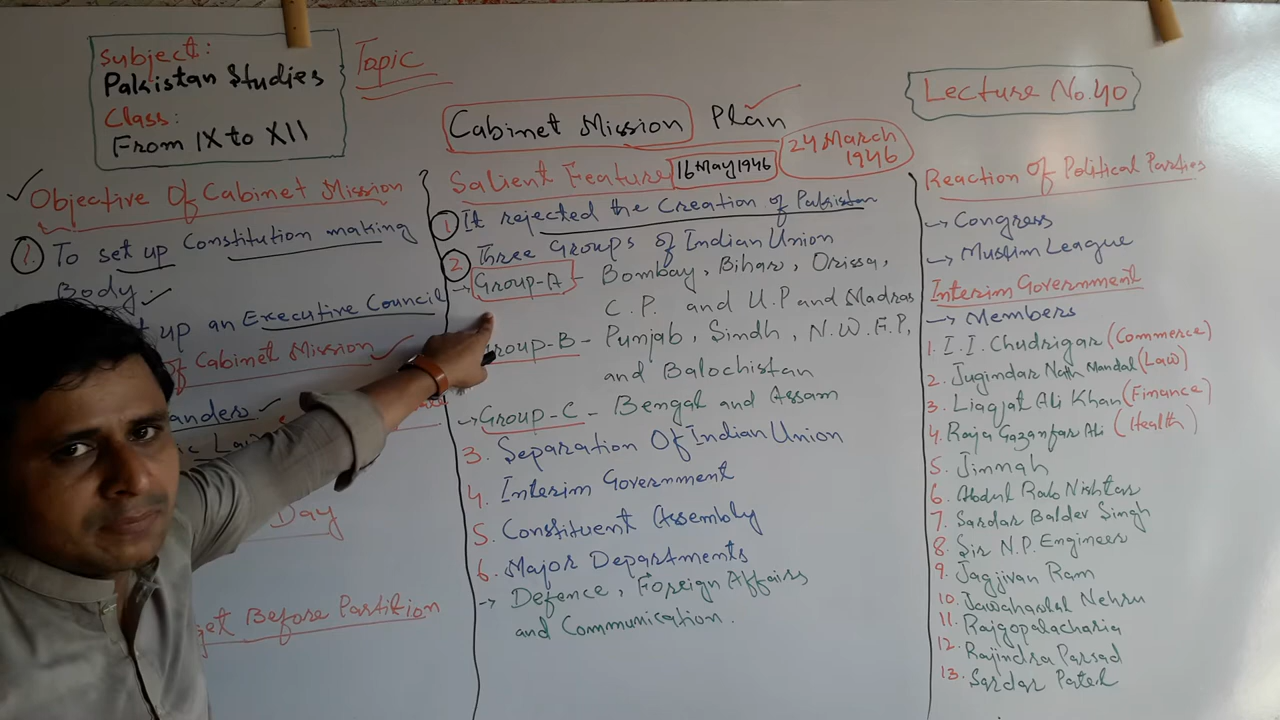 Subject:
Pakistan Studies
Class:
From IX to XII
Topic
Cabinet Mission Plan
Lecture No.40
Objective Of Cabinet Mission
1. To set up Constitution making
Body.
up an Executive Council
Of Cabinet Mission
Day
Before Partition
Salient Feature 16 May 1946
24 March
1946
1 It rejected the Creation of Pakistan
2 Three Groups of Indian Union
→ Group-A - Bombay, Bihar, Orissa,
C.P. and U.P and Madras
Group-B - Punjab, Sindh, N.W.F.P,
and Balochistan
→ Group-C - Bengal and Assam
3. Separation Of Indian Union
4. Interim Government
5. Constituent Assembly
6. Major Departments
→ Defence, Foreign Affairs
and Communication.
Reaction Of Political Parties
→ Congress
→ Muslim League
Interim Government
→ Members
1. I.I. Chudrigar (Commerce)
2. Jugindar Nath Mandal (Law)
3. Liaqat Ali Khan (Finance)
4. Raja Gazanfar Ali (Health)
5. Jinnah
6. Abdul Rab Nishtar
7. Sardar Baldev Singh
8. Sir N.P. Engineer
9. Jagjivan Ram
10. Jawaharlal Nehru
11. Rajgopalacharia
12. Rajindra Parsad
13. Sardar Patel